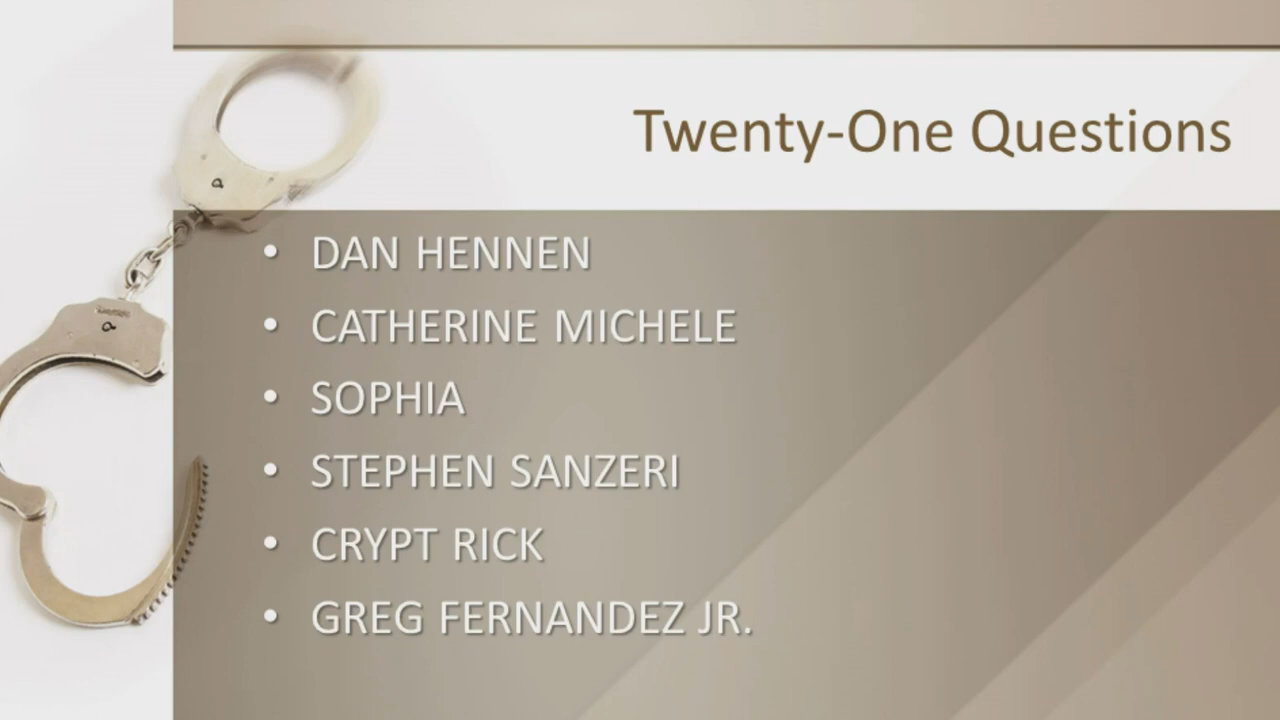 Twenty-One Questions
• DAN HENNEN
• CATHERINE MICHELE
• SOPHIA
• STEPHEN SANZERI
• CRYPT RICK
• GREG FERNANDEZ JR.